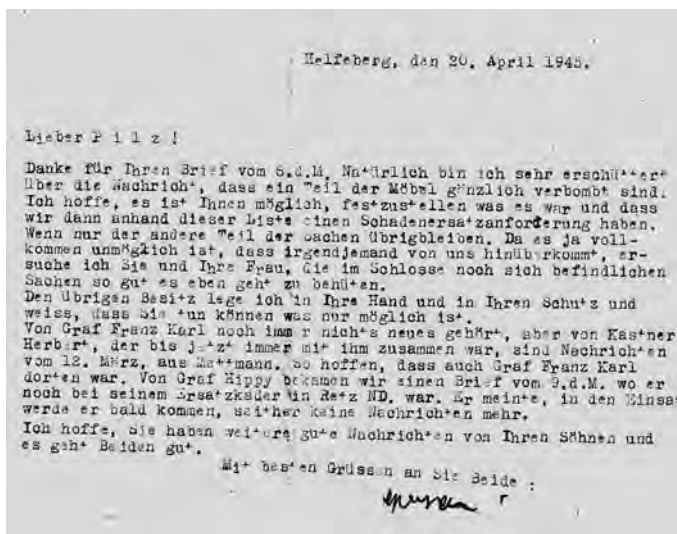 Helfeberg, den 20. April 1945.
Lieber P i l z !
Danke für Ihren Brief vom 5.d.M. Natürlich bin ich sehr erschüttert
über die Nachricht, dass ein Teil der Möbel gänzlich verbombt sind.
Ich hoffe, es ist Ihnen möglich, festzustellen was es war und dass
wir dann anhand dieser Liste einen Schadenersatzanforderung haben.
Wenn nur der andere Teil der Sachen übrigbleiben. Da es ja voll-
kommen unmöglich ist, dass irgendjemand von uns hinüberkommt, er-
suche ich Sie und Ihre Frau, die im Schlosse noch sich befindlichen
Sachen so gut es eben geht zu behüten.
Den übrigen Besitz lege ich in Ihre Hand und in Ihren Schutz und
weiss, dass Sie tun können was nur möglich ist.
Von Graf Franz Karl noch immer nichts neues gehört, aber von Kastner
Herbert, der bis jetzt immer mit ihm zusammen war, sind Nachrichten
vom 12. März, aus So hoffen, dass auch Graf Franz Karl
dorten war. Von Graf Hippy bekamen wir einen Brief vom 9.d.M. wo er
noch bei seinem Ersatzkader in Retz ND. war. Er meinte, in den Einsa
werde er bald kommen, seither keine Nachrichten mehr.
Ich hoffe, Sie haben weitere gute Nachrichten von Ihren Söhnen und
es geht Beiden gut.
Mit besten Grüssen an Sie Beide :